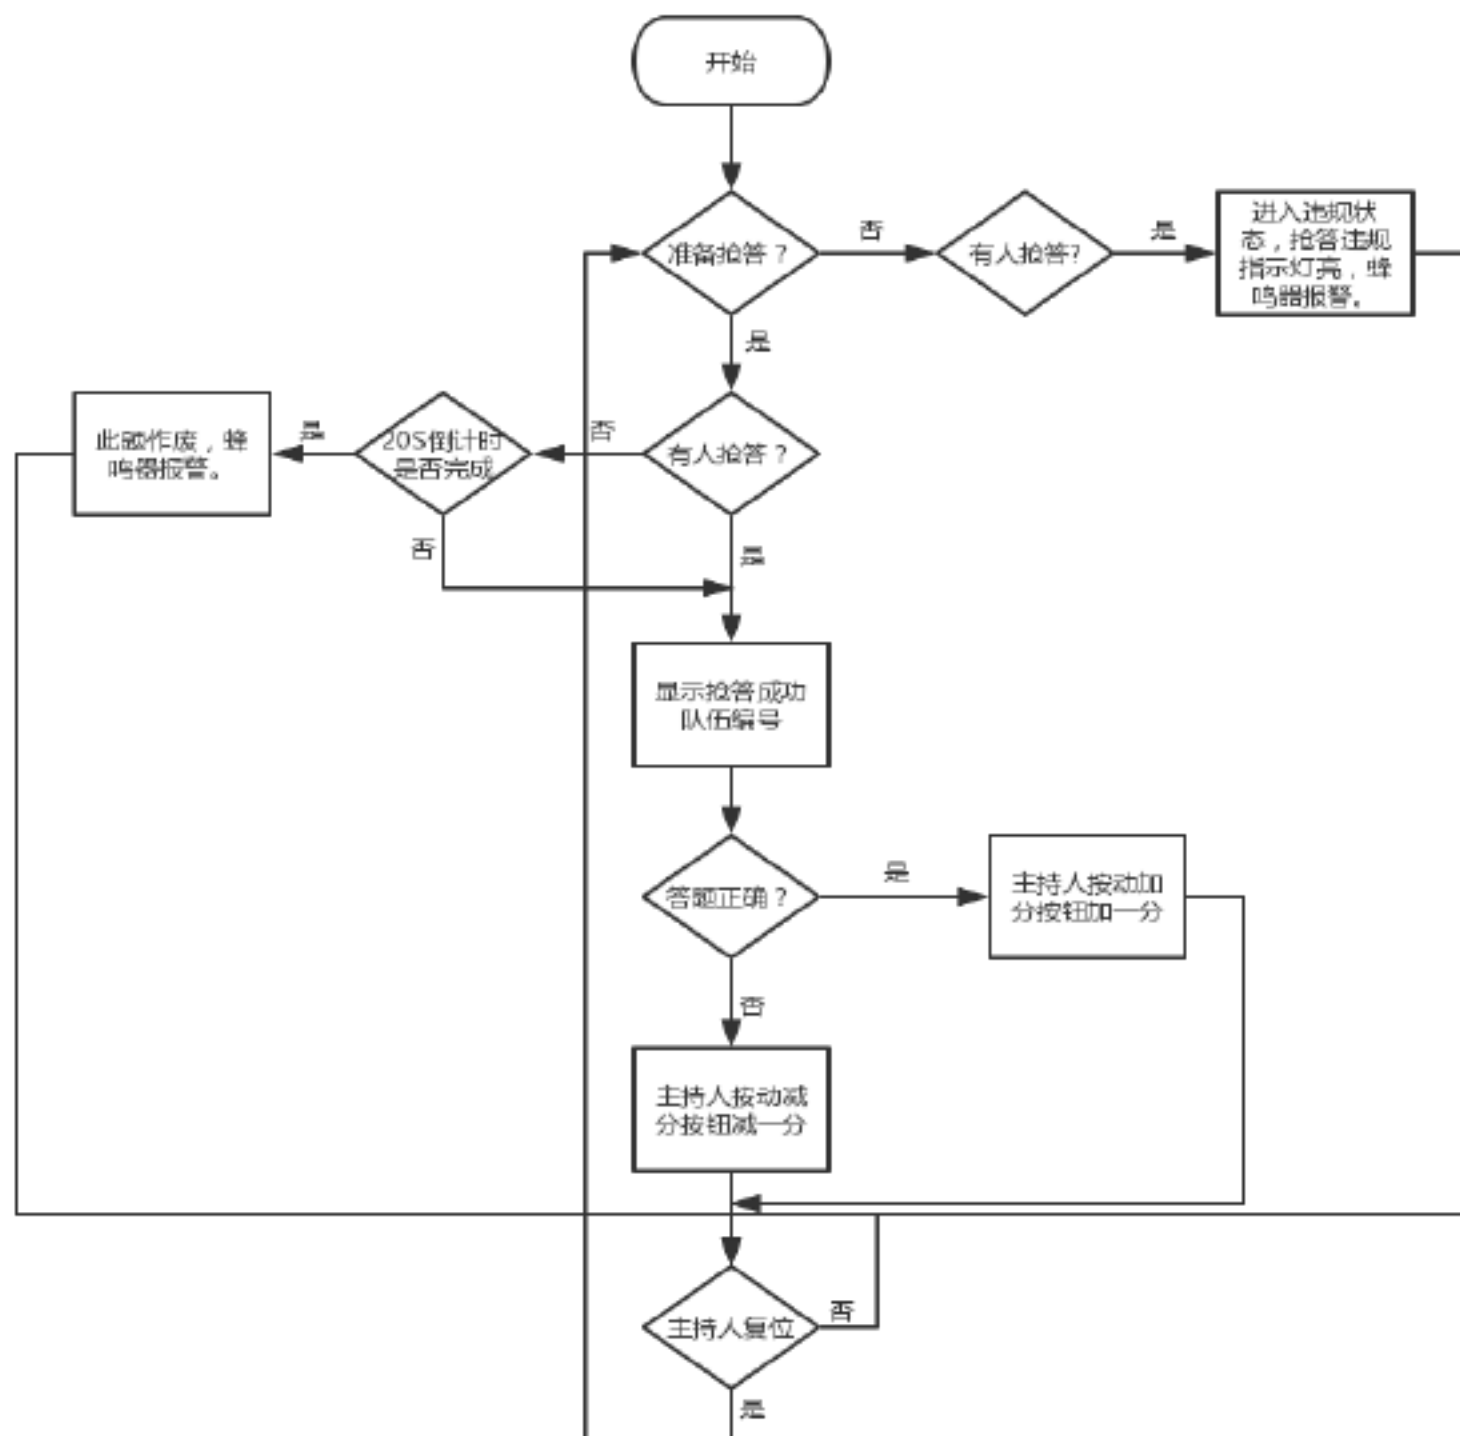 开始
准备抢答？
否
有人抢答?
是
进入违规状
态，抢答违规
指示灯亮，蜂
鸣器报警。
是
此题作废，蜂
鸣器报警。
是
20S倒计时
是否完成
否
有人抢答？
否
是
显示抢答成功
队伍编号
答题正确？
是
主持人按动加
分按钮加一分
否
主持人按动减
分按钮减一分
主持人复位
否
是